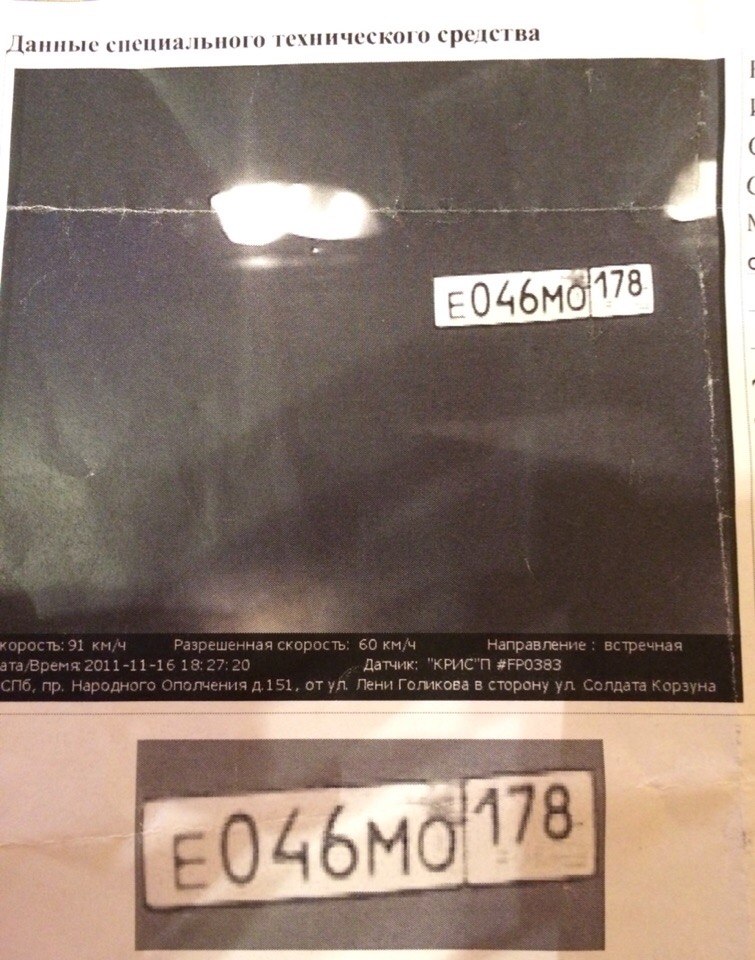 Данные специального технического средства
Е046МО 178
корость: 91 км/ч Разрешенная скорость: 60 км/ч Направление : встречная
ата/Время: 2011-11-16 18:27:20 Датчик: "КРИС"П #FP0383
СПб, пр. Народного Ополчения д.151, от ул. Лени Голикова в сторону ул. Солдата Корзуна
Е046МО 178